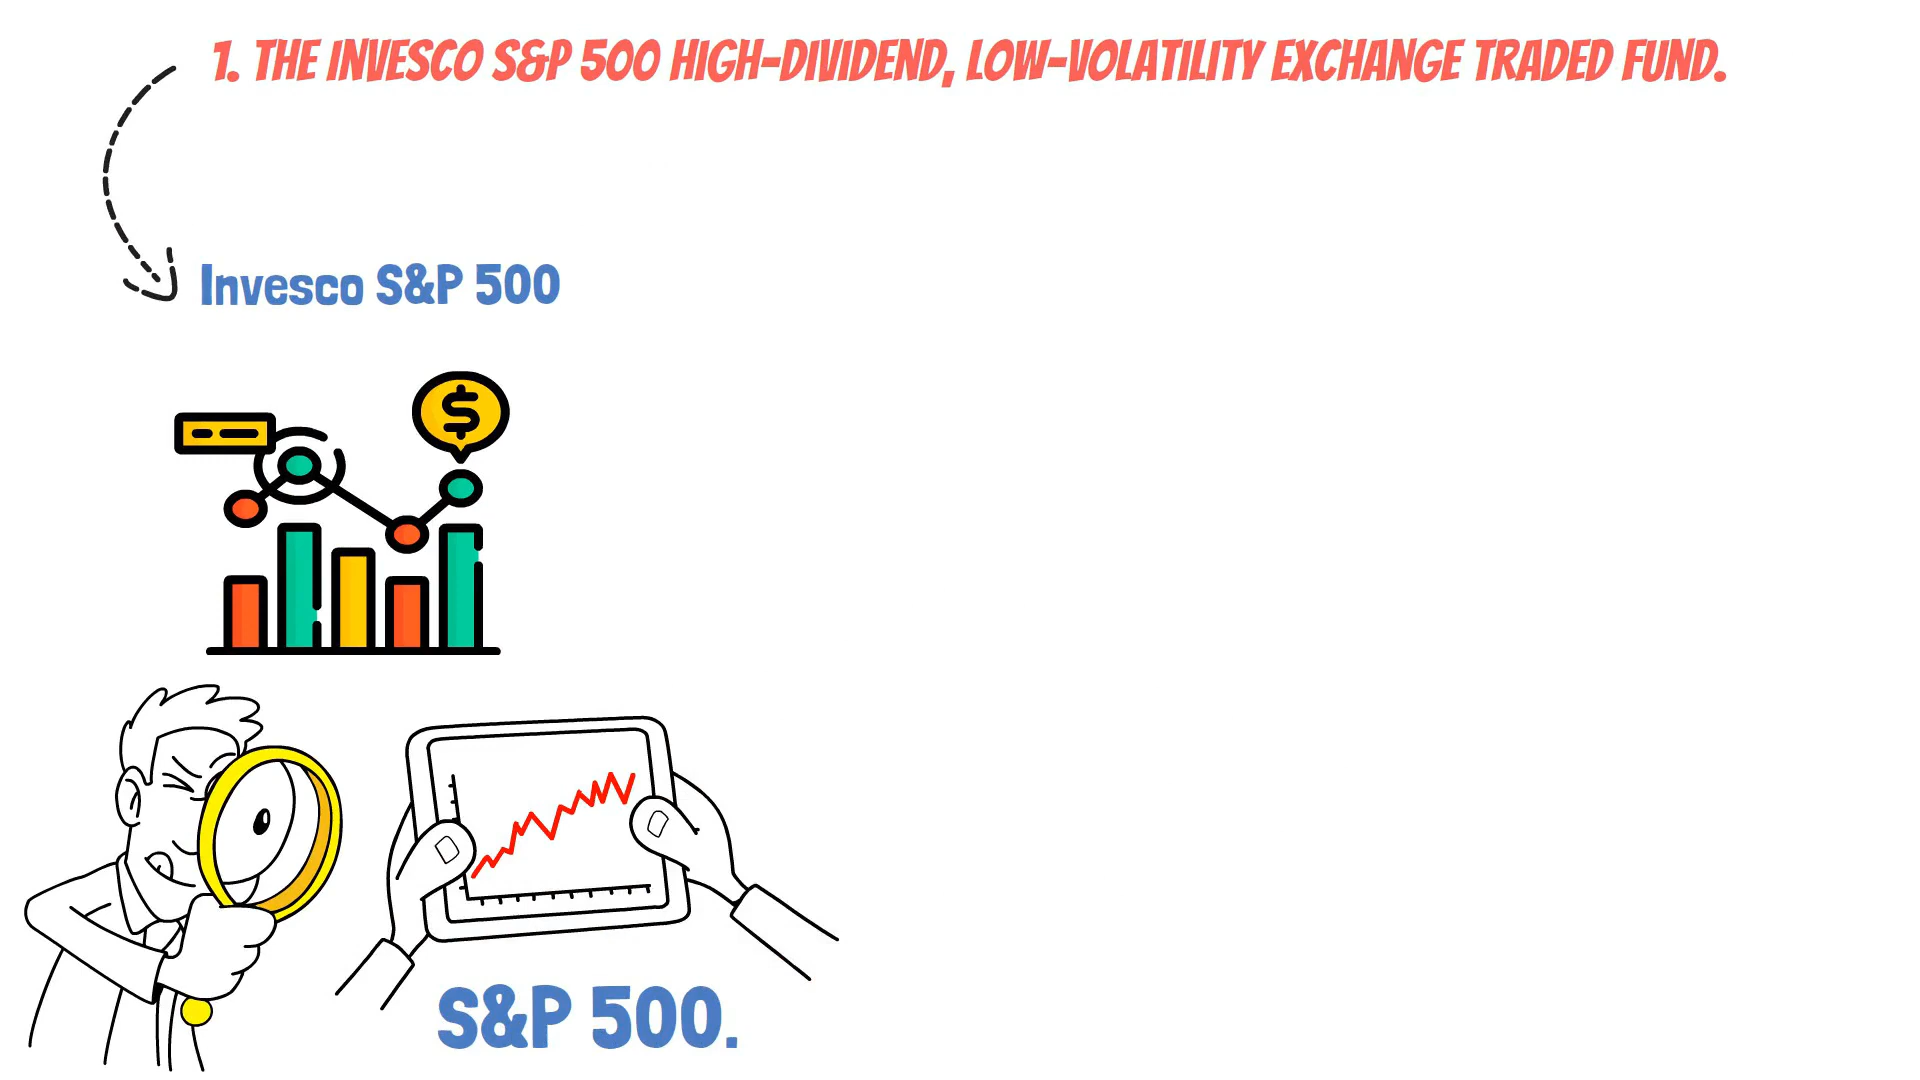 1. THE INVESCO S&P 500 HIGH-DIVIDEND, LOW-VOLATILITY EXCHANGE TRADED FUND.
Invesco S&P 500
$
S&P 500.